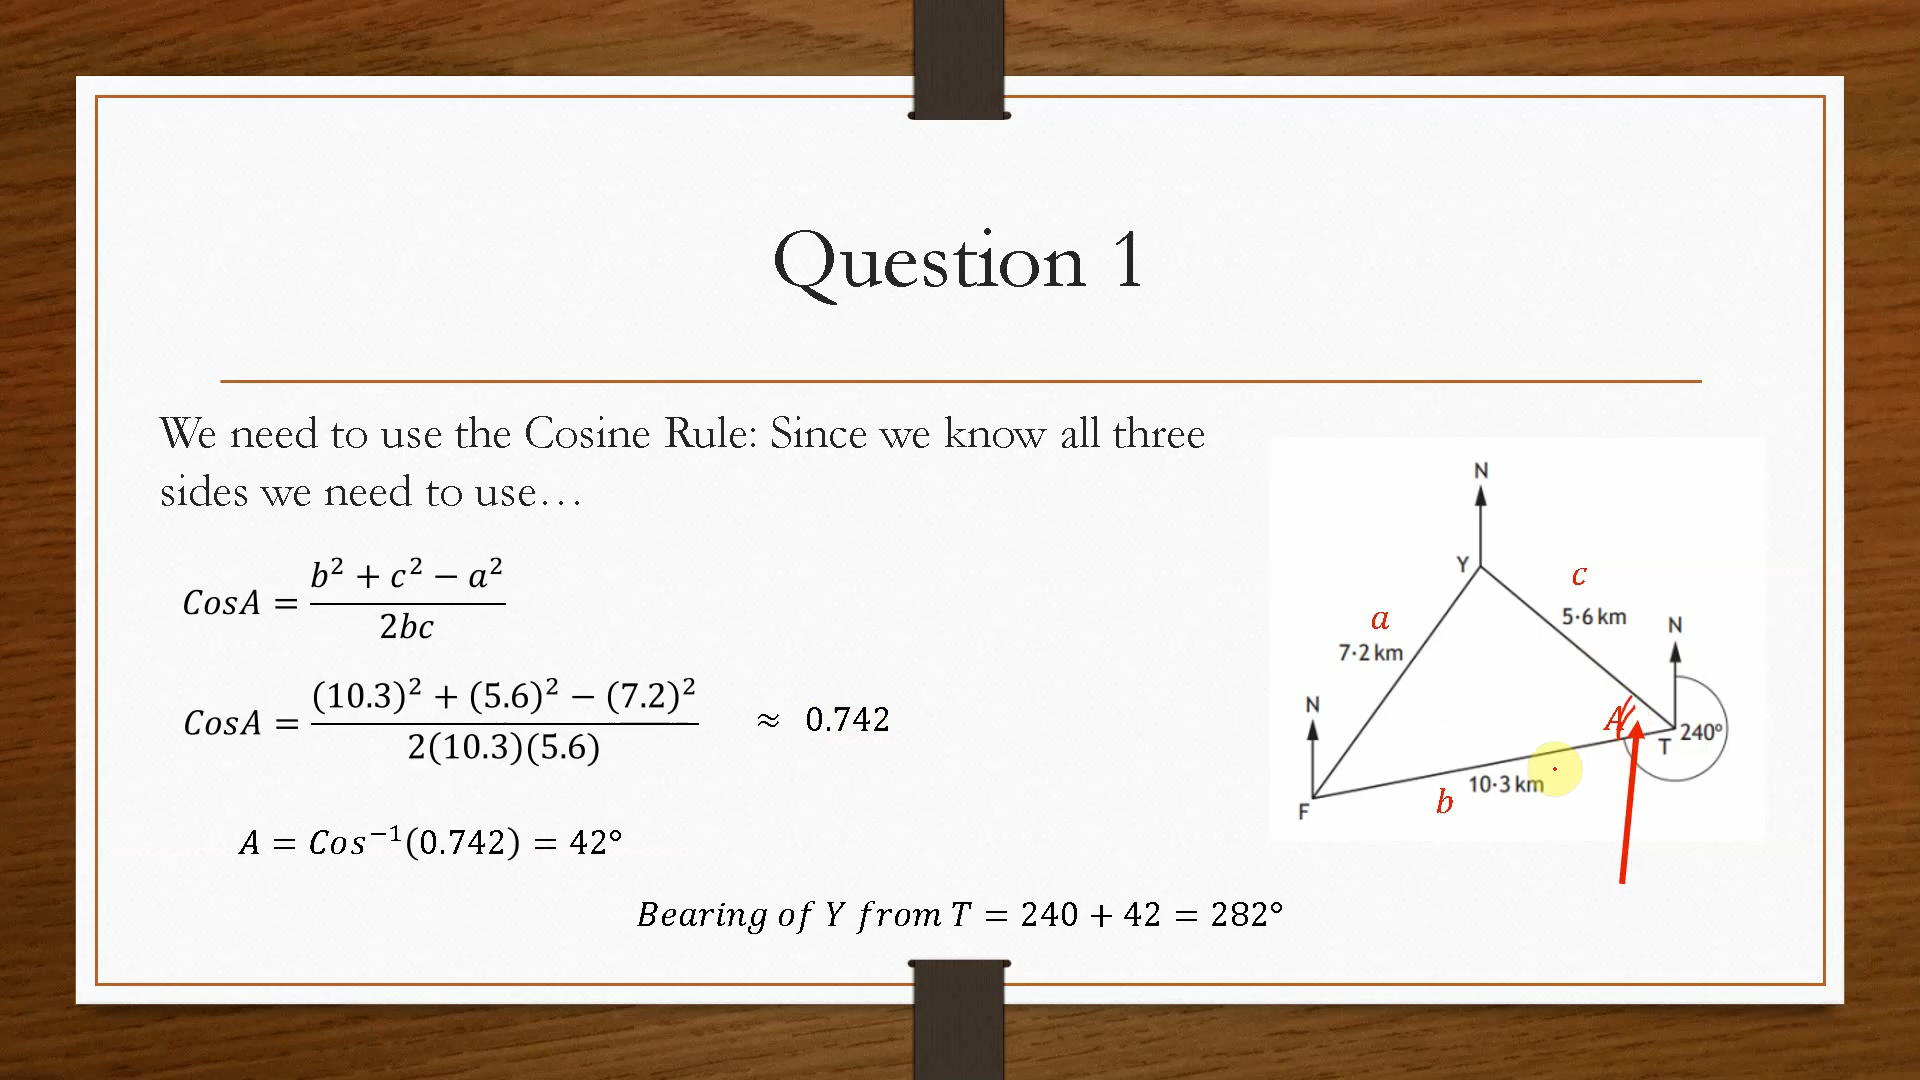 Question 1
We need to use the Cosine Rule: Since we know all three
sides we need to use…
CosA = \frac{b² + c² − a²}{2bc}
CosA = \frac{(10.3)² + (5.6)² − (7.2)²}{2(10.3)(5.6)} ≈ 0.742
A = Cos⁻¹(0.742) = 42°
Bearing of Y from T = 240 + 42 = 282°
N
Y
c
5·6 km
a
7·2 km
N
N
A
240°
T
10·3 km
b
F